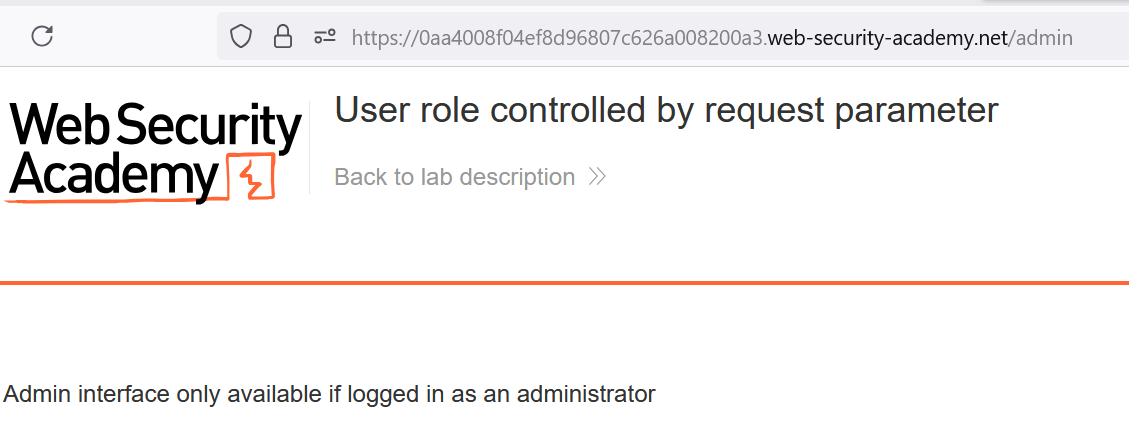 https://0aa4008f04ef8d96807c626a008200a3.web-security-academy.net/admin
Web Security
Academy
User role controlled by request parameter
Back to lab description
Admin interface only available if logged in as an administrator